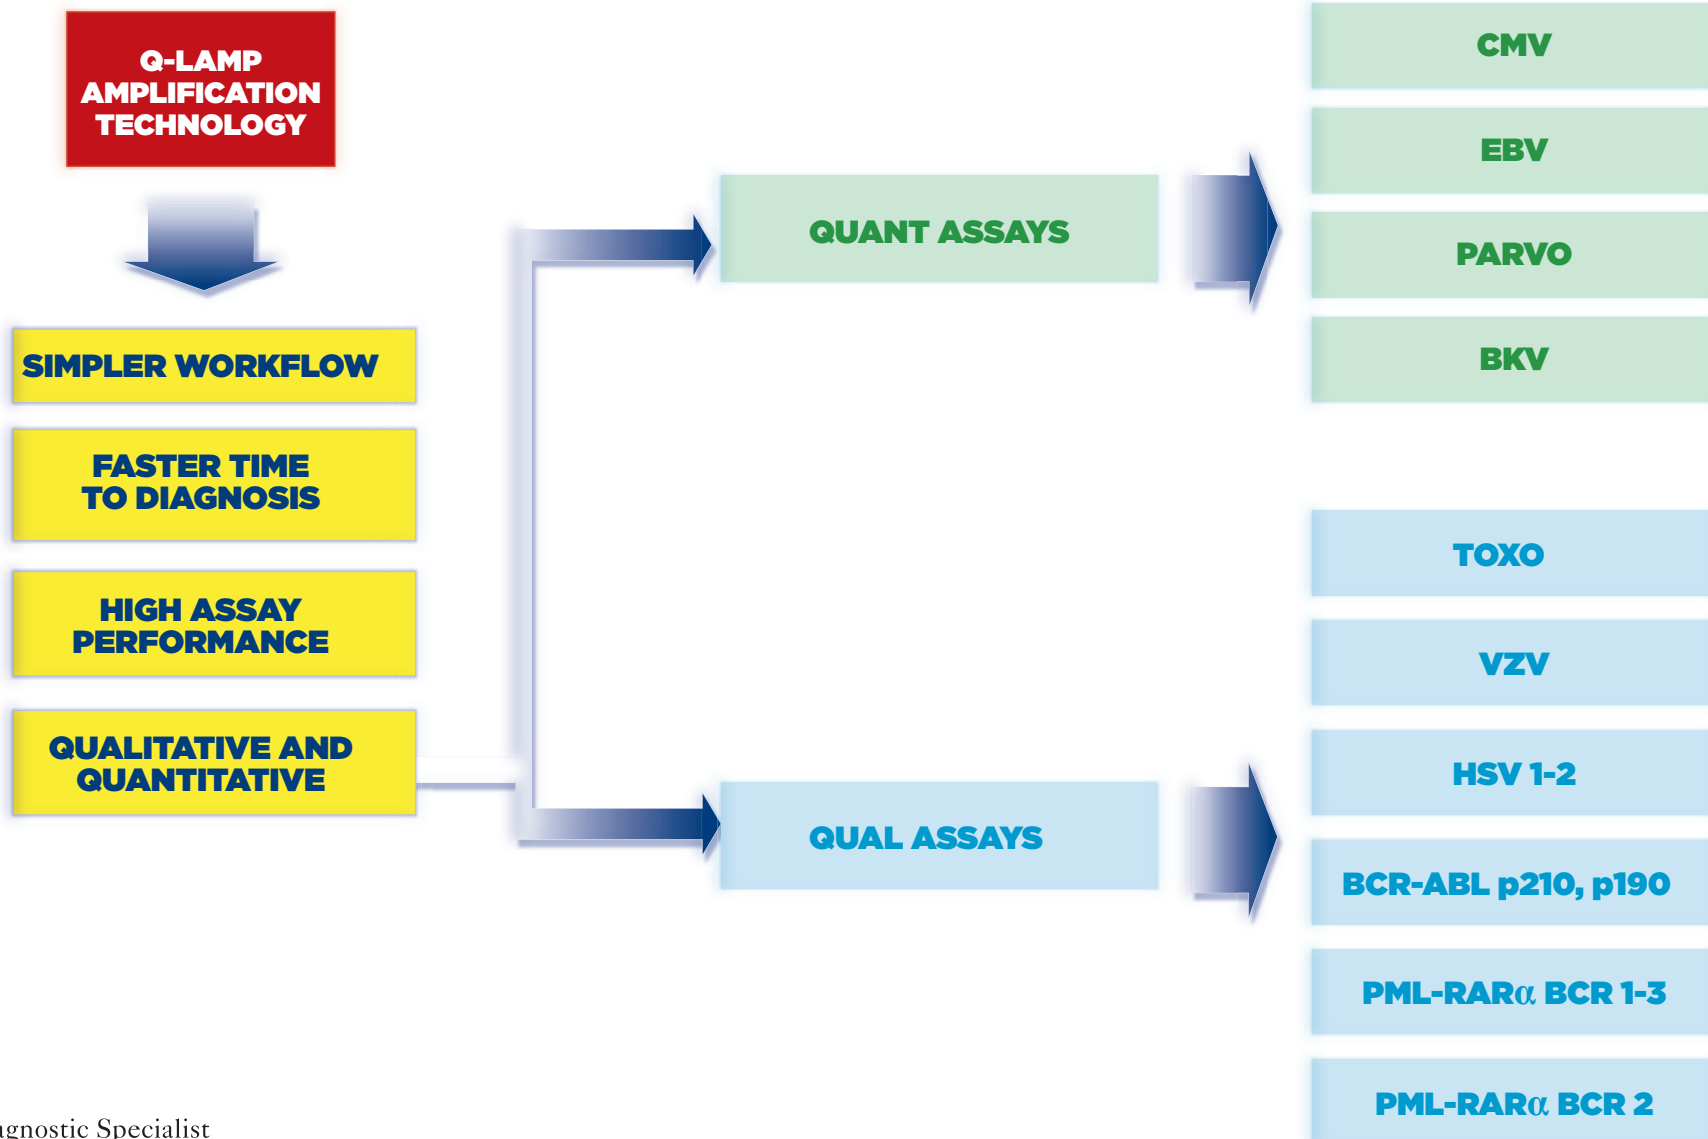 Q-LAMP
AMPLIFICATION
TECHNOLOGY
SIMPLER WORKFLOW
FASTER TIME
TO DIAGNOSIS
HIGH ASSAY
PERFORMANCE
QUALITATIVE AND
QUANTITATIVE
QUANT ASSAYS
CMV
EBV
PARVO
BKV
QUAL ASSAYS
TOXO
VZV
HSV 1-2
BCR-ABL p210, p190
PML-RARα BCR 1-3
PML-RARα BCR 2
agnostic Specialist